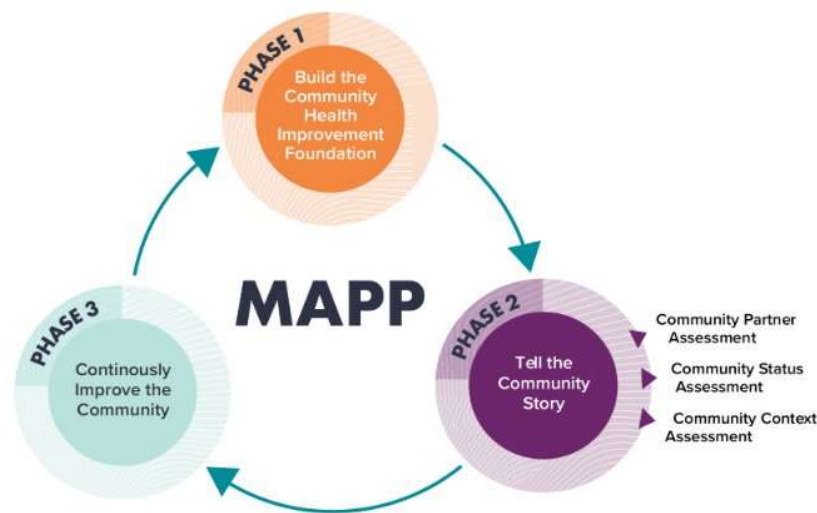 PHASE 1
Build the
Community
Health
Improvement
Foundation
MAPP
PHASE 2
Tell the
Community
Story
Community Partner
Assessment
Community Status
Assessment
Community Context
Assessment
PHASE 3
Continously
Improve the
Community